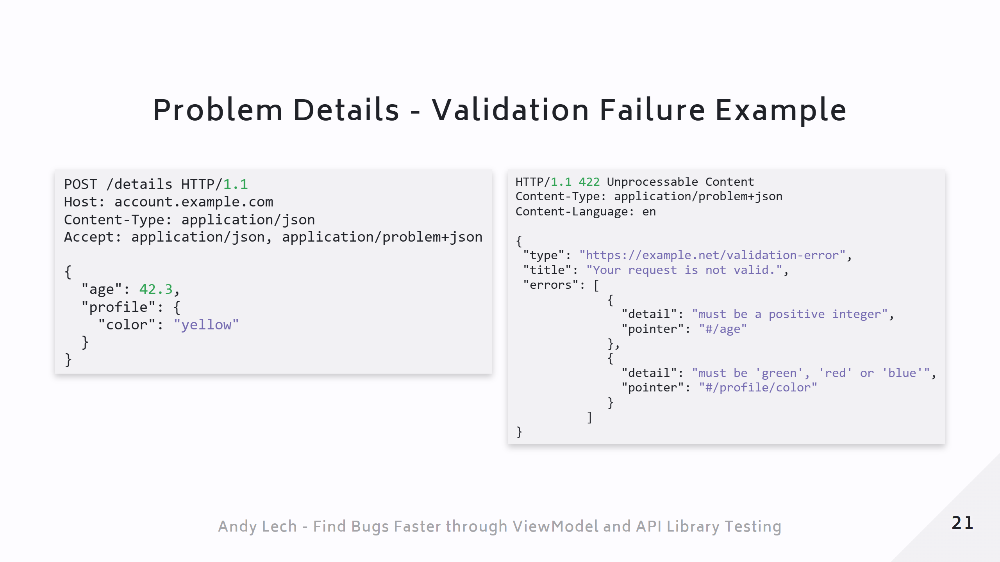 Problem Details - Validation Failure Example
POST /details HTTP/1.1
Host: account.example.com
Content-Type: application/json
Accept: application/json, application/problem+json
{
  "age": 42.3,
  "profile": {
    "color": "yellow"
  }
}
HTTP/1.1 422 Unprocessable Content
Content-Type: application/problem+json
Content-Language: en
{
 "type": "https://example.net/validation-error",
 "title": "Your request is not valid.",
 "errors": [
             {
               "detail": "must be a positive integer",
               "pointer": "#/age"
             },
             {
               "detail": "must be 'green', 'red' or 'blue'",
               "pointer": "#/profile/color"
             }
          ]
}
Andy Lech - Find Bugs Faster through ViewModel and API Library Testing
21